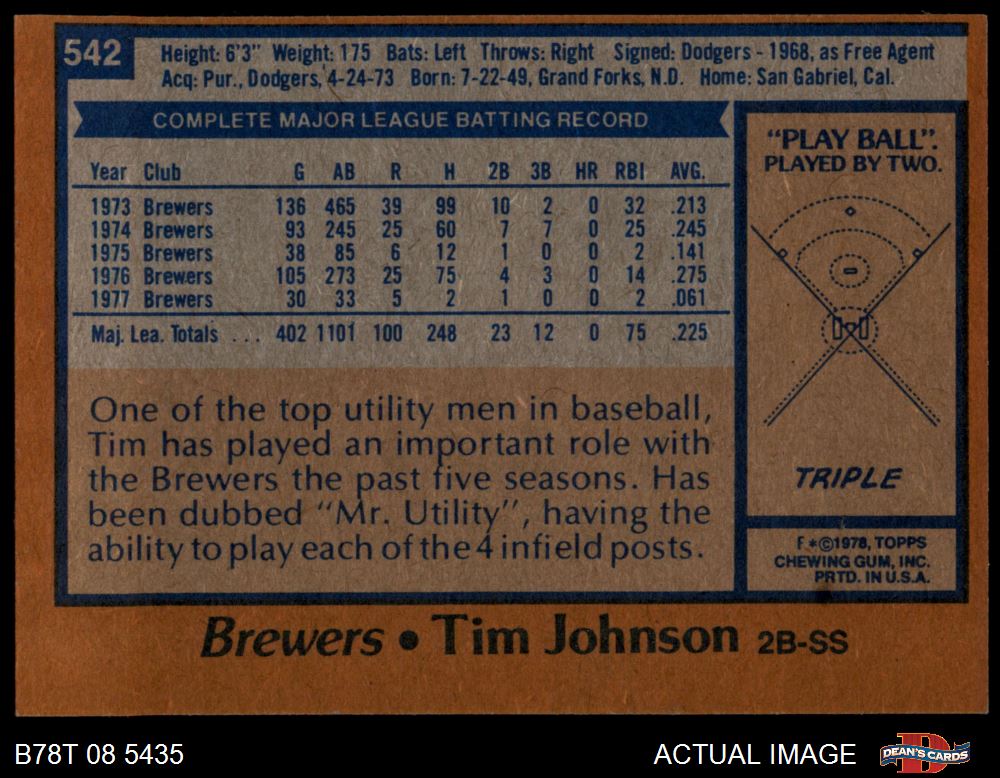 542
Height: 6'3" Weight: 175 Bats: Left Throws: Right Signed: Dodgers - 1968, as Free Agent
Acq: Pur., Dodgers, 4-24-73 Born: 7-22-49, Grand Forks, N.D. Home: San Gabriel, Cal.
COMPLETE MAJOR LEAGUE BATTING RECORD
Year Club G AB R H 2B 3B HR RBI AVG.
1973 Brewers 136 465 39 99 10 2 0 32 .213
1974 Brewers 93 245 25 60 7 7 0 25 .245
1975 Brewers 38 85 6 12 1 0 0 2 .141
1976 Brewers 105 273 25 75 4 3 0 14 .275
1977 Brewers 30 33 5 2 1 0 0 2 .061
Maj. Lea. Totals ... 402 1101 100 248 23 12 0 75 .225
One of the top utility men in baseball,
Tim has played an important role with
the Brewers the past five seasons. Has
been dubbed "Mr. Utility", having the
ability to play each of the 4 infield posts.
"PLAY BALL".
PLAYED BY TWO.
TRIPLE
F*©1978, TOPPS
CHEWING GUM, INC.
PRTD. IN U.S.A.
Brewers • Tim Johnson 2B-SS
B78T 08 5435
ACTUAL IMAGE
D
DEAN'S CARDS